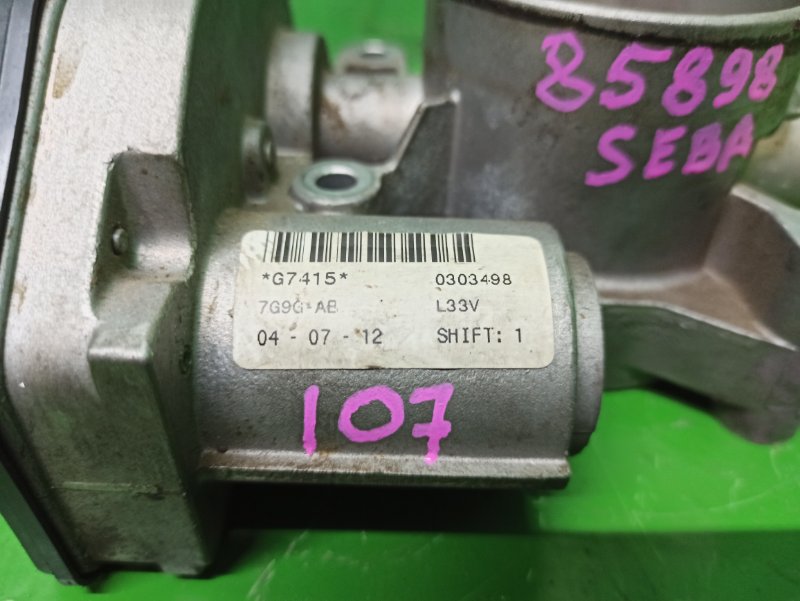 85898
SEBA
*G7415* 0303498
7G9G-AB L33V
04 - 07 - 12 SHIFT: 1
107